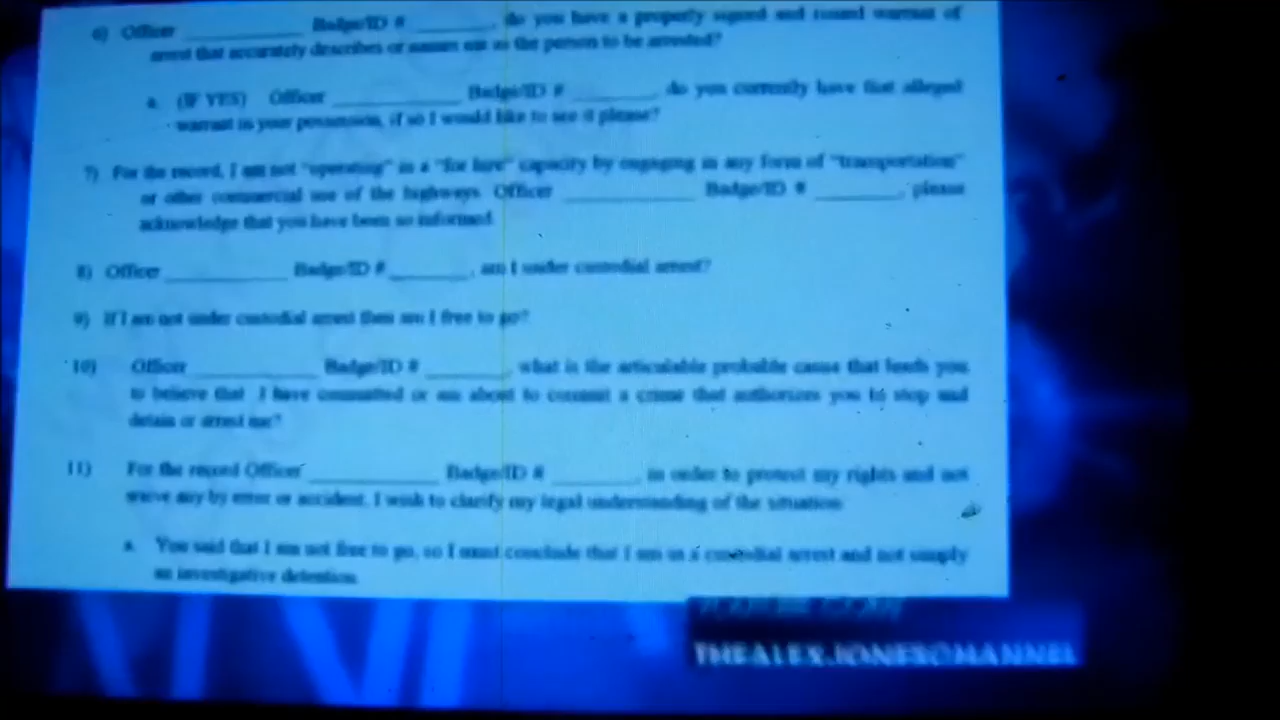 6) Officer ____________ Badge/ID # ________, do you have a properly signed and issued warrant of
arrest that accurately describes or names me as the person to be arrested?
a. (IF YES) Officer ____________ Badge/ID # ________, do you currently have that alleged
warrant in your possession, if so I would like to see it please?
7) For the record, I am not "operating" in a "for hire" capacity by engaging in any form of "transportation"
or other commercial use of the highways. Officer ____________ Badge/ID # ________, please
acknowledge that you have been so informed.
8) Officer ____________ Badge/ID # ________, am I under custodial arrest?
9) If I am not under custodial arrest then am I free to go?
10) Officer ____________ Badge/ID # ________, what is the articulable probable cause that leads you
to believe that I have committed or am about to commit a crime that authorizes you to stop and
detain or arrest me?
11) For the record Officer ____________ Badge/ID # ________, in order to protect my rights and not
waive any by error or accident, I wish to clarify my legal understanding of the situation.
a. You said that I am not free to go, so I must conclude that I am in a custodial arrest and not simply
an investigative detention.
THEALEXJONESCHANNEL